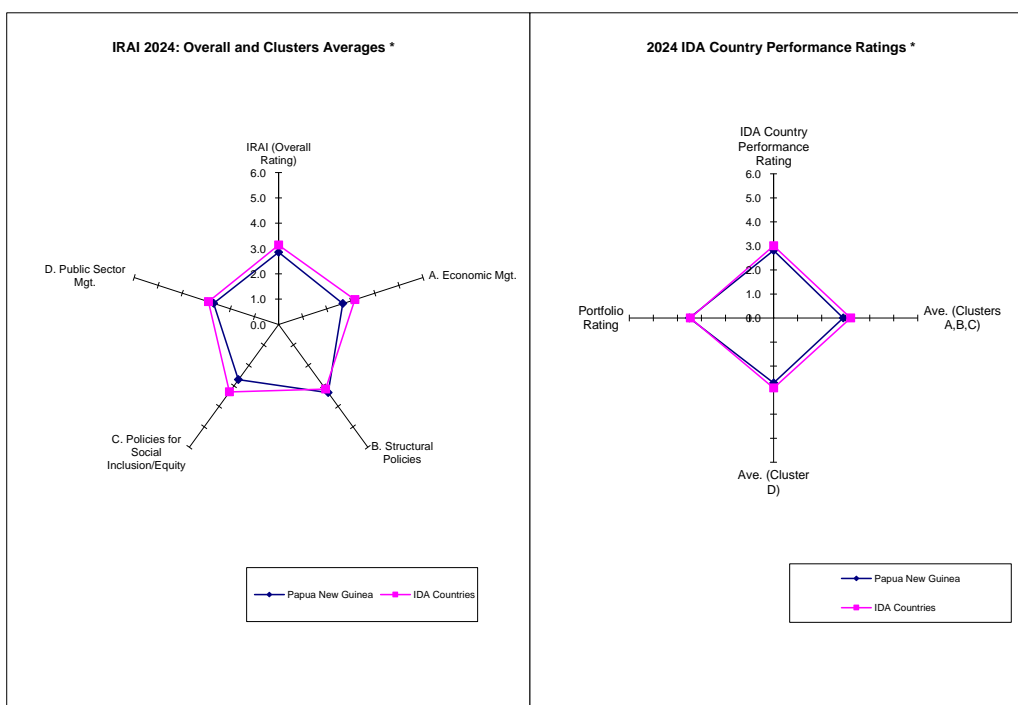 IRAI 2024: Overall and Clusters Averages *
IRAI (Overall
Rating)
6.0
5.0
4.0
3.0
2.0
1.0
0.0
A. Economic Mgt.
B. Structural
Policies
C. Policies for
Social
Inclusion/Equity
D. Public Sector
Mgt.
Papua New Guinea
IDA Countries
2024 IDA Country Performance Ratings *
IDA Country
Performance
Rating
6.0
5.0
4.0
3.0
2.0
1.0
0.0
Ave. (Clusters
A,B,C)
Ave. (Cluster
D)
Portfolio
Rating
Papua New Guinea
IDA Countries